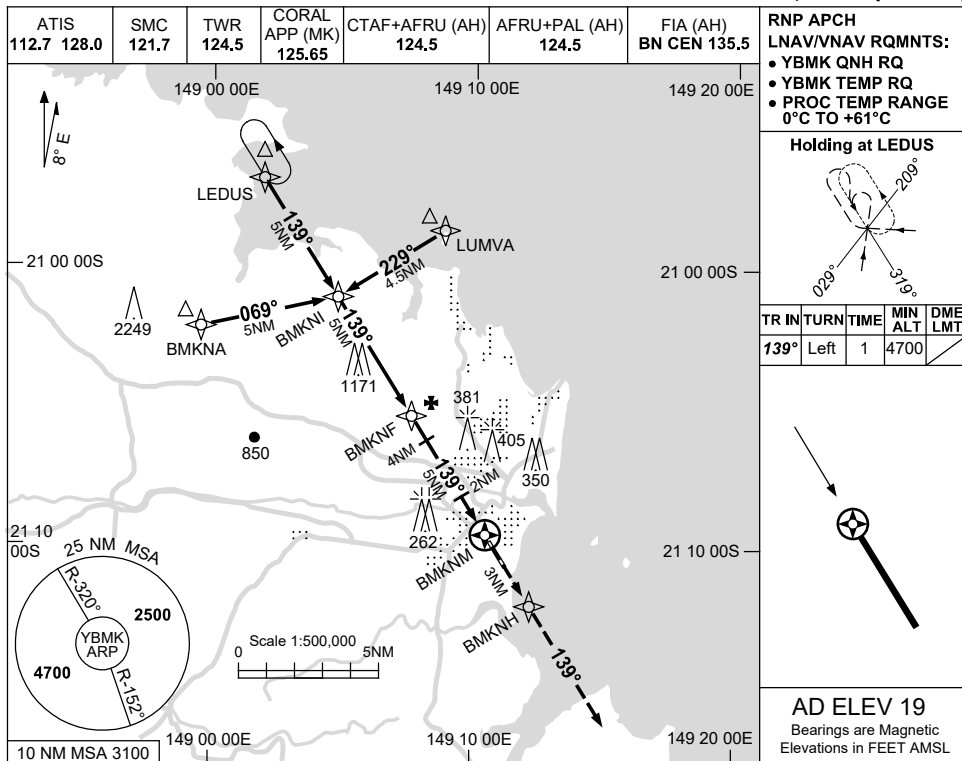 ATIS
112.7 128.0
SMC
121.7
TWR
124.5
CORAL
APP (MK)
125.65
CTAF+AFRU (AH)
124.5
AFRU+PAL (AH)
124.5
FIA (AH)
BN CEN 135.5
RNP APCH
LNAV/VNAV RQMNTS:
• YBMK QNH RQ
• YBMK TEMP RQ
• PROC TEMP RANGE
0°C TO +61°C
149 00 00E
149 10 00E
149 20 00E
8° E
LEDUS
139°
5NM
LUMVA
229°
4.5NM
21 00 00S
21 00 00S
2249
BMKNA
069°
5NM
BMKNI
139°
5NM
1171
381
405
350
BMKNF
850
4NM
139°
5NM
2NM
262
BMKNM
21 10
00S
21 10 00S
3NM
BMKNH
139°
25 NM MSA
R-320°
2500
YBMK
ARP
4700
R-152°
Scale 1:500,000
0
5NM
10 NM MSA 3100
149 00 00E
149 10 00E
149 20 00E
Holding at LEDUS
209°
029°
319°
TR IN
TURN
TIME
MIN
ALT
DME
LMT
139°
Left
1
4700
AD ELEV 19
Bearings are Magnetic
Elevations in FEET AMSL